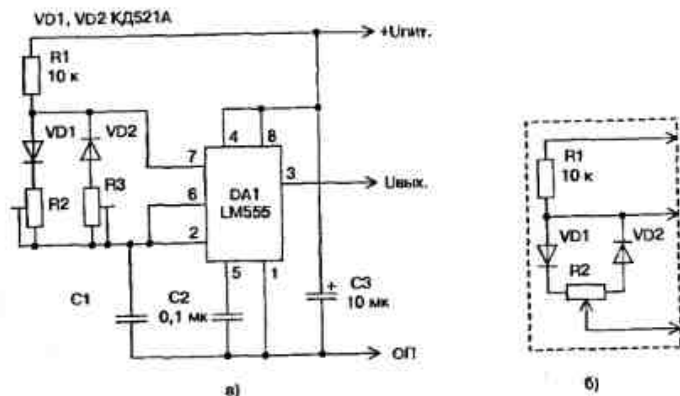 VD1, VD2 КД521А
+Uпит.
R1
10 к
VD1
VD2
R2
R3
7
6
2
4
8
3
5
1
DA1
LM555
Uвых.
C1
C2
0,1 мк
+
C3
10 мк
ОП
а)
R1
10 к
VD1
VD2
R2
б)